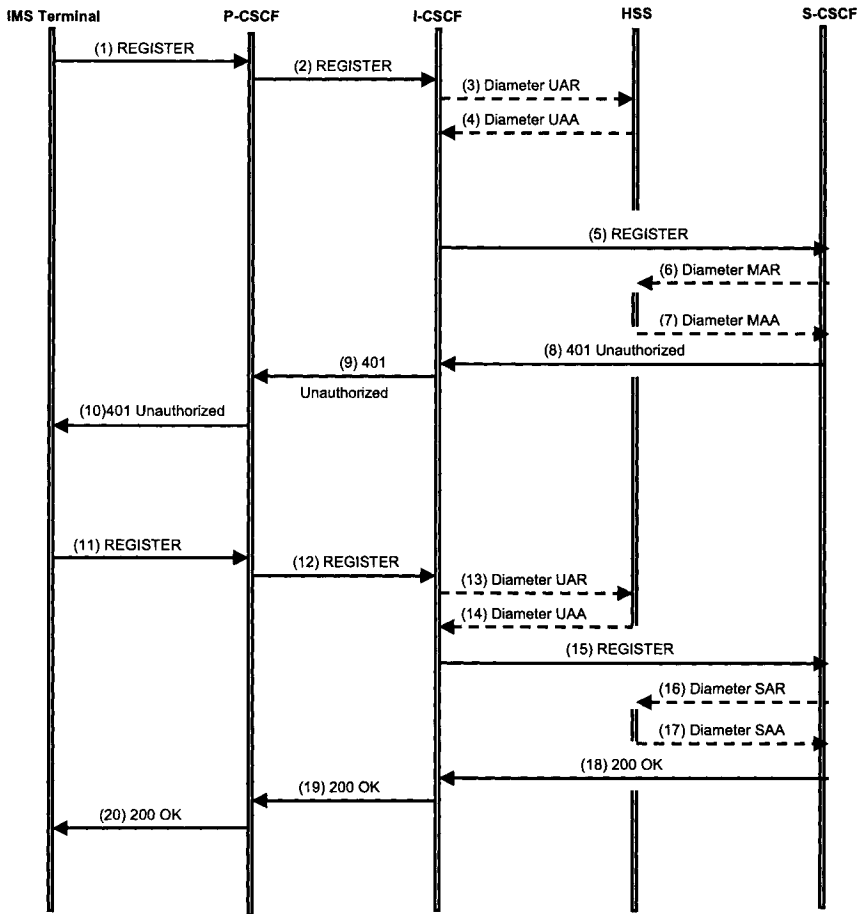 IMS Terminal P-CSCF I-CSCF HSS S-CSCF
(1) REGISTER
(2) REGISTER
(3) Diameter UAR
(4) Diameter UAA
(5) REGISTER
(6) Diameter MAR
(7) Diameter MAA
(8) 401 Unauthorized
(9) 401
Unauthorized
(10)401 Unauthorized
(11) REGISTER
(12) REGISTER
(13) Diameter UAR
(14) Diameter UAA
(15) REGISTER
(16) Diameter SAR
(17) Diameter SAA
(18) 200 OK
(19) 200 OK
(20) 200 OK